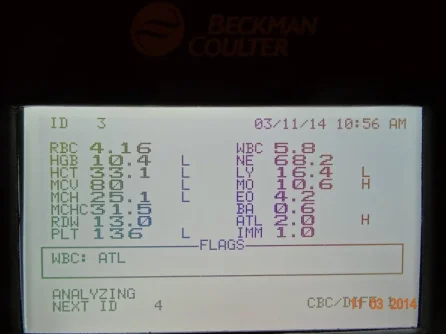 BECKMAN
COULTER
ID 3 03/11/14 10:56 AM
RBC 4.16 WBC 5.8
HGB 10.4 L NE 68.2
HCT 33.1 L LY 16.4 L
MCV 80 L MO 10.6 H
MCH 25.1 L EO 4.2
MCHC 31.5 BA 0.6
RDW 13.0 ATL 2.0 H
PLT 136 L IMM 1.0
FLAGS
WBC: ATL
ANALYZING
NEXT ID 4 CBC/DIFF
11 03 2014